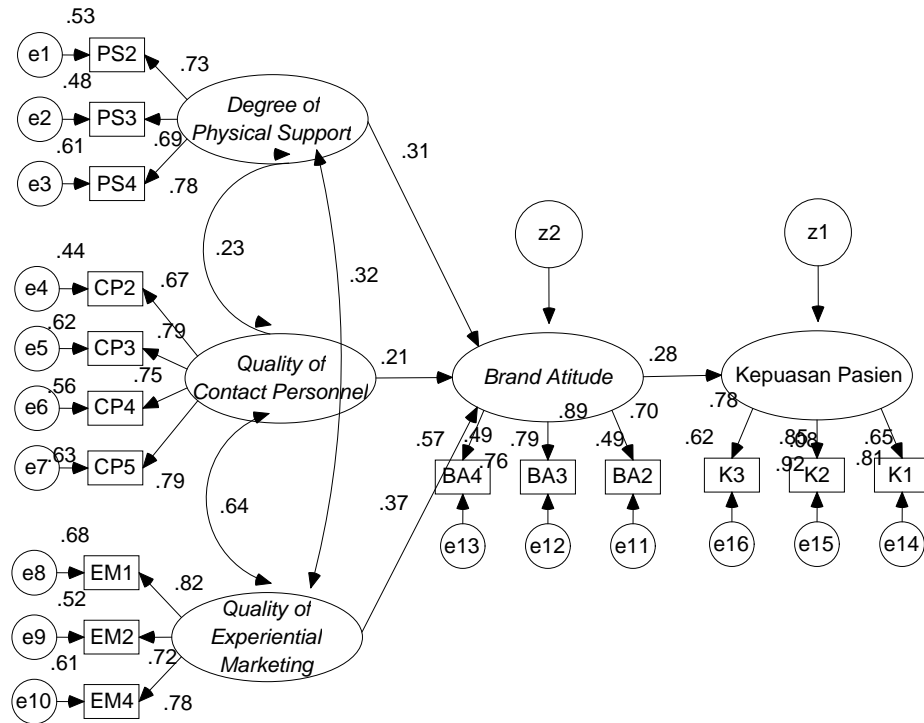 .53
e1
PS2
.73
.48
e2
PS3
.69
.61
e3
PS4
.78
Degree of
Physical Support
.31
.23
.32
z2
z1
.44
e4
CP2
.67
.62
e5
CP3
.79
.56
e6
CP4
.75
.63
e7
CP5
.79
Quality of
Contact Personnel
.21
Brand Atitude
.28
Kepuasan Pasien
.57
.49
.76
.79
.89
.49
.70
.78
.62
.85
.08
.92
.65
.81
BA4
BA3
BA2
K3
K2
K1
e13
e12
e11
e16
e15
e14
.64
.37
.68
e8
EM1
.82
.52
e9
EM2
.72
.61
e10
EM4
.78
Quality of
Experiential
Marketing